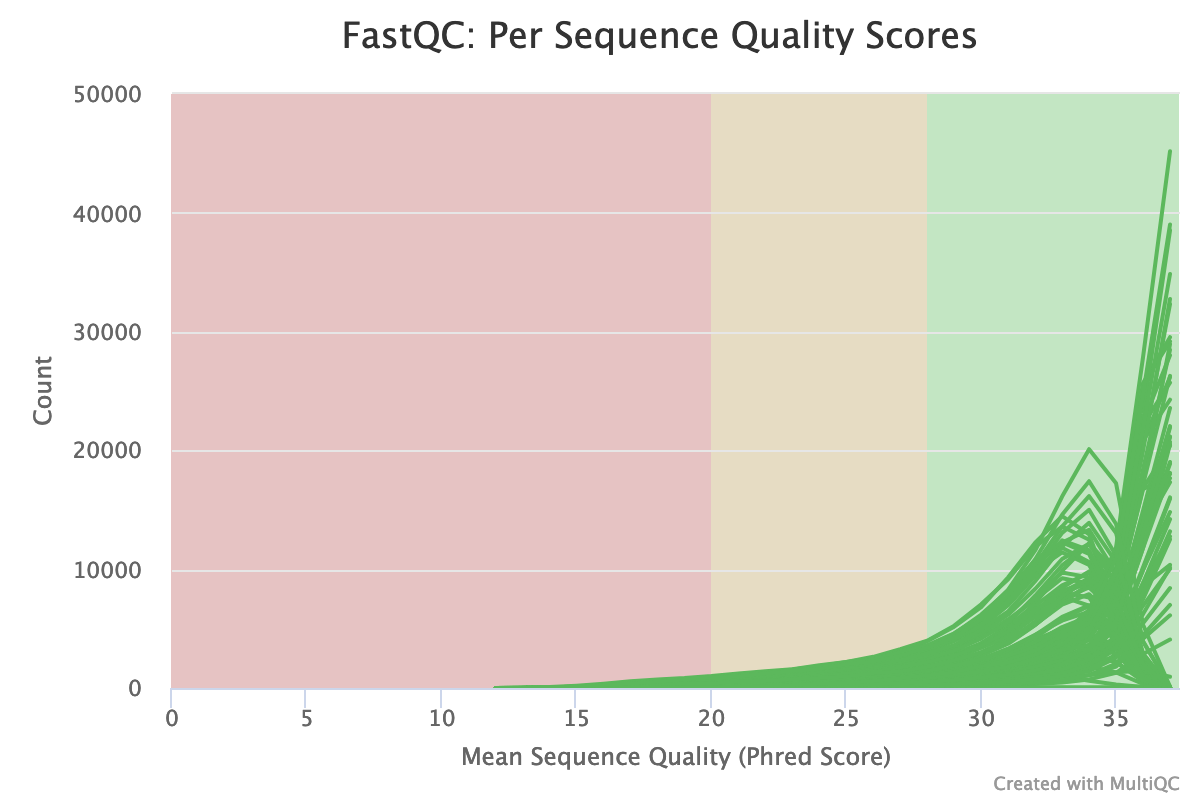 FastQC: Per Sequence Quality Scores
50000
40000
30000
20000
10000
0
Count
0 5 10 15 20 25 30 35
Mean Sequence Quality (Phred Score)
Created with MultiQC